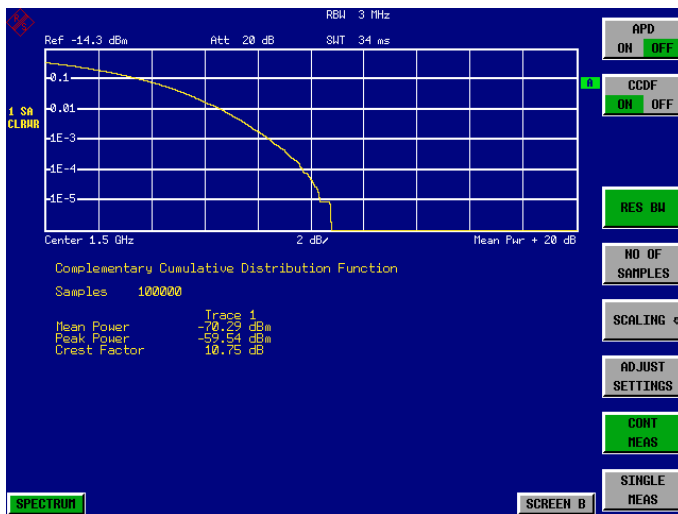 RBW 3 MHz
Ref -14.3 dBm Att 20 dB SWT 34 ms
0.1
0.01
1E-3
1E-4
1E-5
1 SA
CLRWR
A
Center 1.5 GHz 2 dB/ Mean Pwr + 20 dB
Complementary Cumulative Distribution Function
Samples 100000
Trace 1
Mean Power -70.29 dBm
Peak Power -59.54 dBm
Crest Factor 10.75 dB
SPECTRUM
SCREEN B
APD
ON OFF
CCDF
ON OFF
RES BW
NO OF
SAMPLES
SCALING
ADJUST
SETTINGS
CONT
MEAS
SINGLE
MEAS